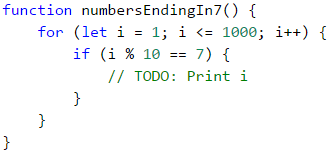 function numbersEndingIn7() {
    for (let i = 1; i <= 1000; i++) {
        if (i % 10 == 7) {
            // TODO: Print i
        }
    }
}